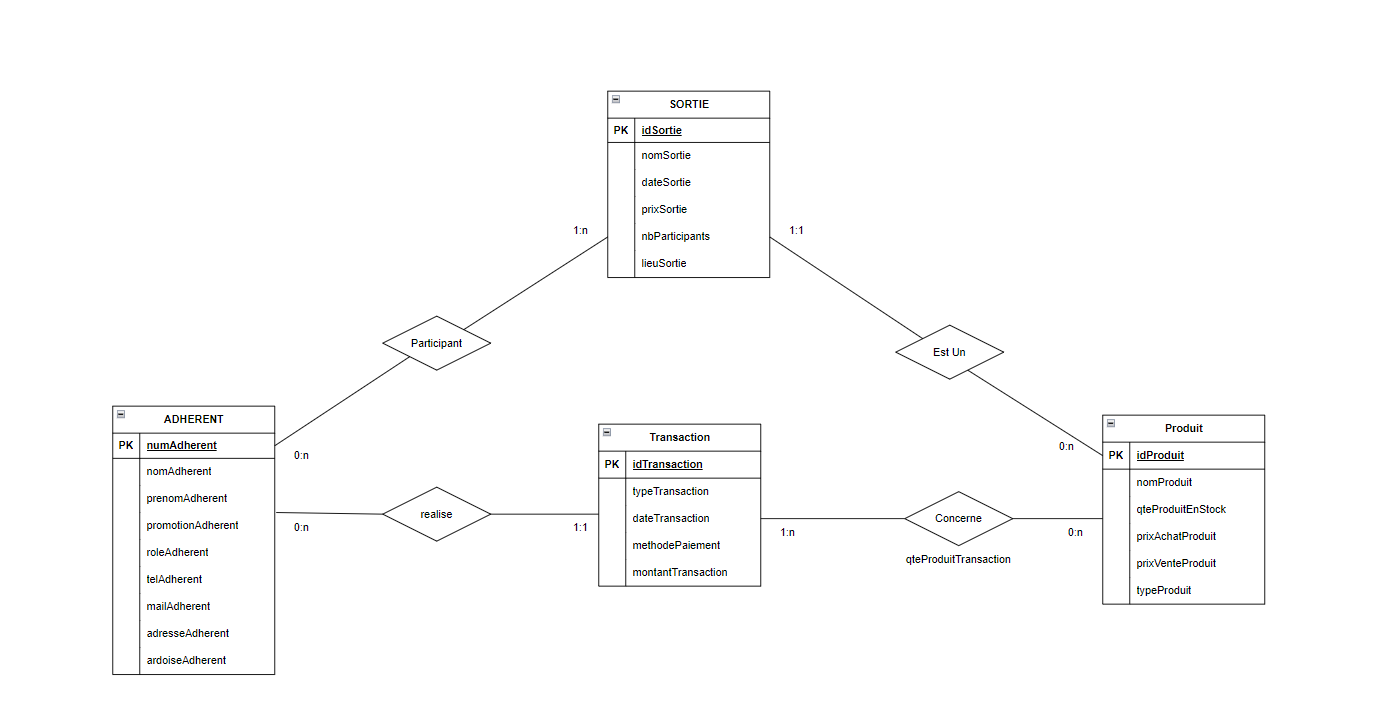 SORTIE
PK idSortie
nomSortie
dateSortie
prixSortie
nbParticipants
lieuSortie
1:n
1:1
Participant
Est Un
ADHERENT
PK numAdherent
nomAdherent
prenomAdherent
promotionAdherent
roleAdherent
telAdherent
mailAdherent
adresseAdherent
ardoiseAdherent
0:n
0:n
realise
1:1
Transaction
PK idTransaction
typeTransaction
dateTransaction
methodePaiement
montantTransaction
1:n
Concerne
qteProduitTransaction
0:n
0:n
Produit
PK idProduit
nomProduit
qteProduitEnStock
prixAchatProduit
prixVenteProduit
typeProduit